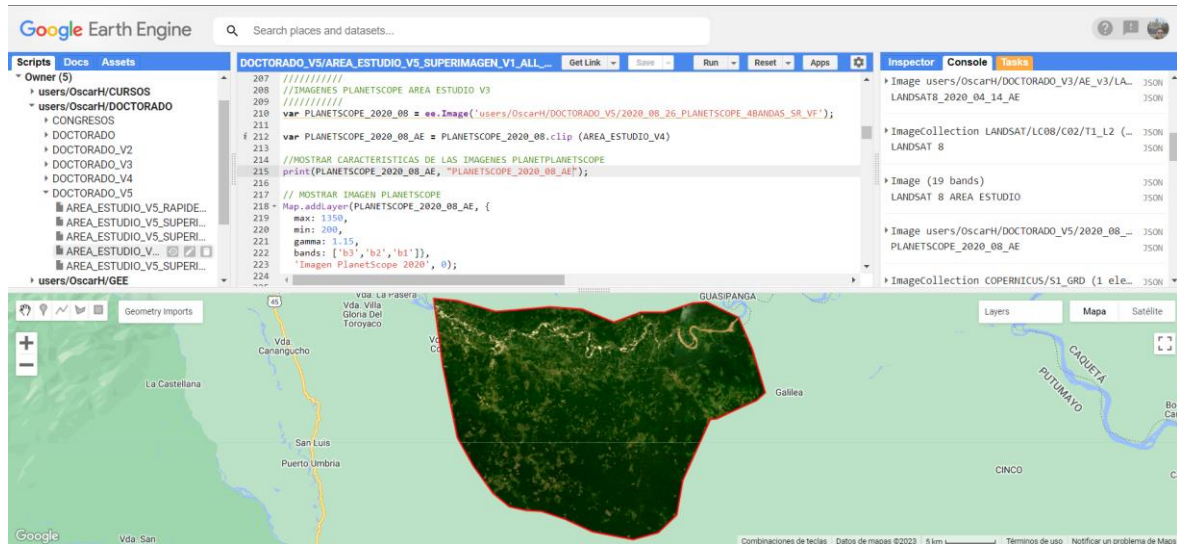 Google Earth Engine
Search places and datasets...
Scripts Docs Assets
Owner (5)
users/OscarH/CURSOS
users/OscarH/DOCTORADO
CONGRESOS
DOCTORADO
DOCTORADO_V2
DOCTORADO_V3
DOCTORADO_V4
DOCTORADO_V5
AREA_ESTUDIO_V5_RAPIDE...
AREA_ESTUDIO_V5_SUPERI...
AREA_ESTUDIO_V...
AREA_ESTUDIO_V5_SUPERI...
users/OscarH/GEE
DOCTORADO_V5/AREA_ESTUDIO_V5_SUPERIMAGEN_V1_ALL_...
Get Link Save Run Reset Apps
207 ///////////
208 //IMAGENES PLANETSCOPE AREA ESTUDIO V3
209 ///////////
210 var PLANETSCOPE_2020_08 = ee.Image('users/OscarH/DOCTORADO_V5/2020_08_26_PLANETSCOPE_4BANDAS_SR_VF');
211
i 212 var PLANETSCOPE_2020_08_AE = PLANETSCOPE_2020_08.clip (AREA_ESTUDIO_V4)
213
214 //MOSTRAR CARACTERISTICAS DE LAS IMAGENES PLANETPLANETSCOPE
215 print(PLANETSCOPE_2020_08_AE, "PLANETSCOPE_2020_08_AE");
216
217 // MOSTRAR IMAGEN PLANETSCOPE
218 Map.addLayer(PLANETSCOPE_2020_08_AE, {
219 max: 1350,
220 min: 200,
221 gamma: 1.15,
222 bands: ['b3','b2','b1']},
223 'Imagen PlanetScope 2020', 0);
224
Inspector Console Tasks
Image users/OscarH/DOCTORADO_V3/AE_v3/LA... JSON
LANDSAT8_2020_04_14_AE JSON
ImageCollection LANDSAT/LC08/C02/T1_L2 (... JSON
LANDSAT 8 JSON
Image (19 bands) JSON
LANDSAT 8 AREA ESTUDIO JSON
Image users/OscarH/DOCTORADO_V5/2020_08_... JSON
PLANETSCOPE_2020_08_AE JSON
ImageCollection COPERNICUS/S1_GRD (1 ele... JSON
Geometry Imports
Layers
Mapa Satélite
45
Vda. La Pasera
Vda. Villa
Gloria Del
Toroyaco
GUASIPANGA
Vda.
Canangucho
La Castellana
Galilea
CAQUETÁ
PUTUMAYO
San Luis
Puerto Umbria
CINCO
Vda. San
Google
Combinaciones de teclas Datos de mapas ©2023 5 km Términos de uso Notificar un problema de Maps